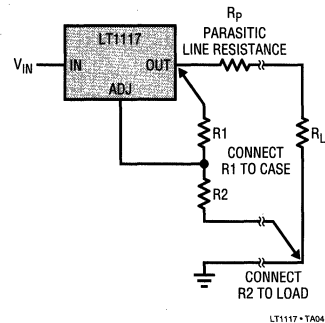 R_P
PARASITIC
LINE RESISTANCE
LT1117
V_IN
IN
OUT
ADJ
R1
CONNECT
R1 TO CASE
R_L
R2
CONNECT
R2 TO LOAD
LT1117 • TA04